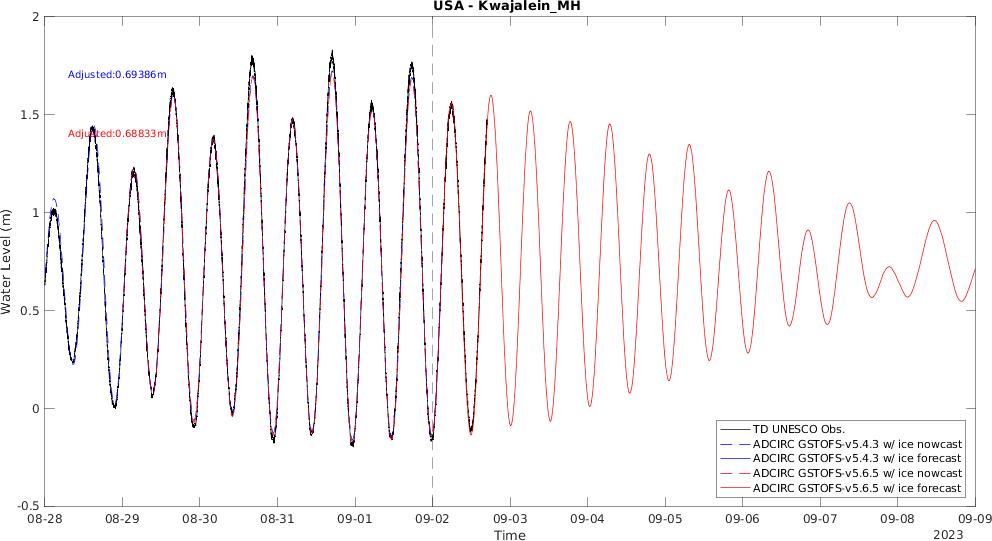 USA - Kwajalein_MH
2
1.5
1
0.5
0
-0.5
Water Level (m)
Adjusted:0.69386m
Adjusted:0.68833m
TD UNESCO Obs.
ADCIRC GSTOFS-v5.4.3 w/ ice nowcast
ADCIRC GSTOFS-v5.4.3 w/ ice forecast
ADCIRC GSTOFS-v5.6.5 w/ ice nowcast
ADCIRC GSTOFS-v5.6.5 w/ ice forecast
08-28 08-29 08-30 08-31 09-01 09-02 09-03 09-04 09-05 09-06 09-07 09-08 09-09
Time
2023